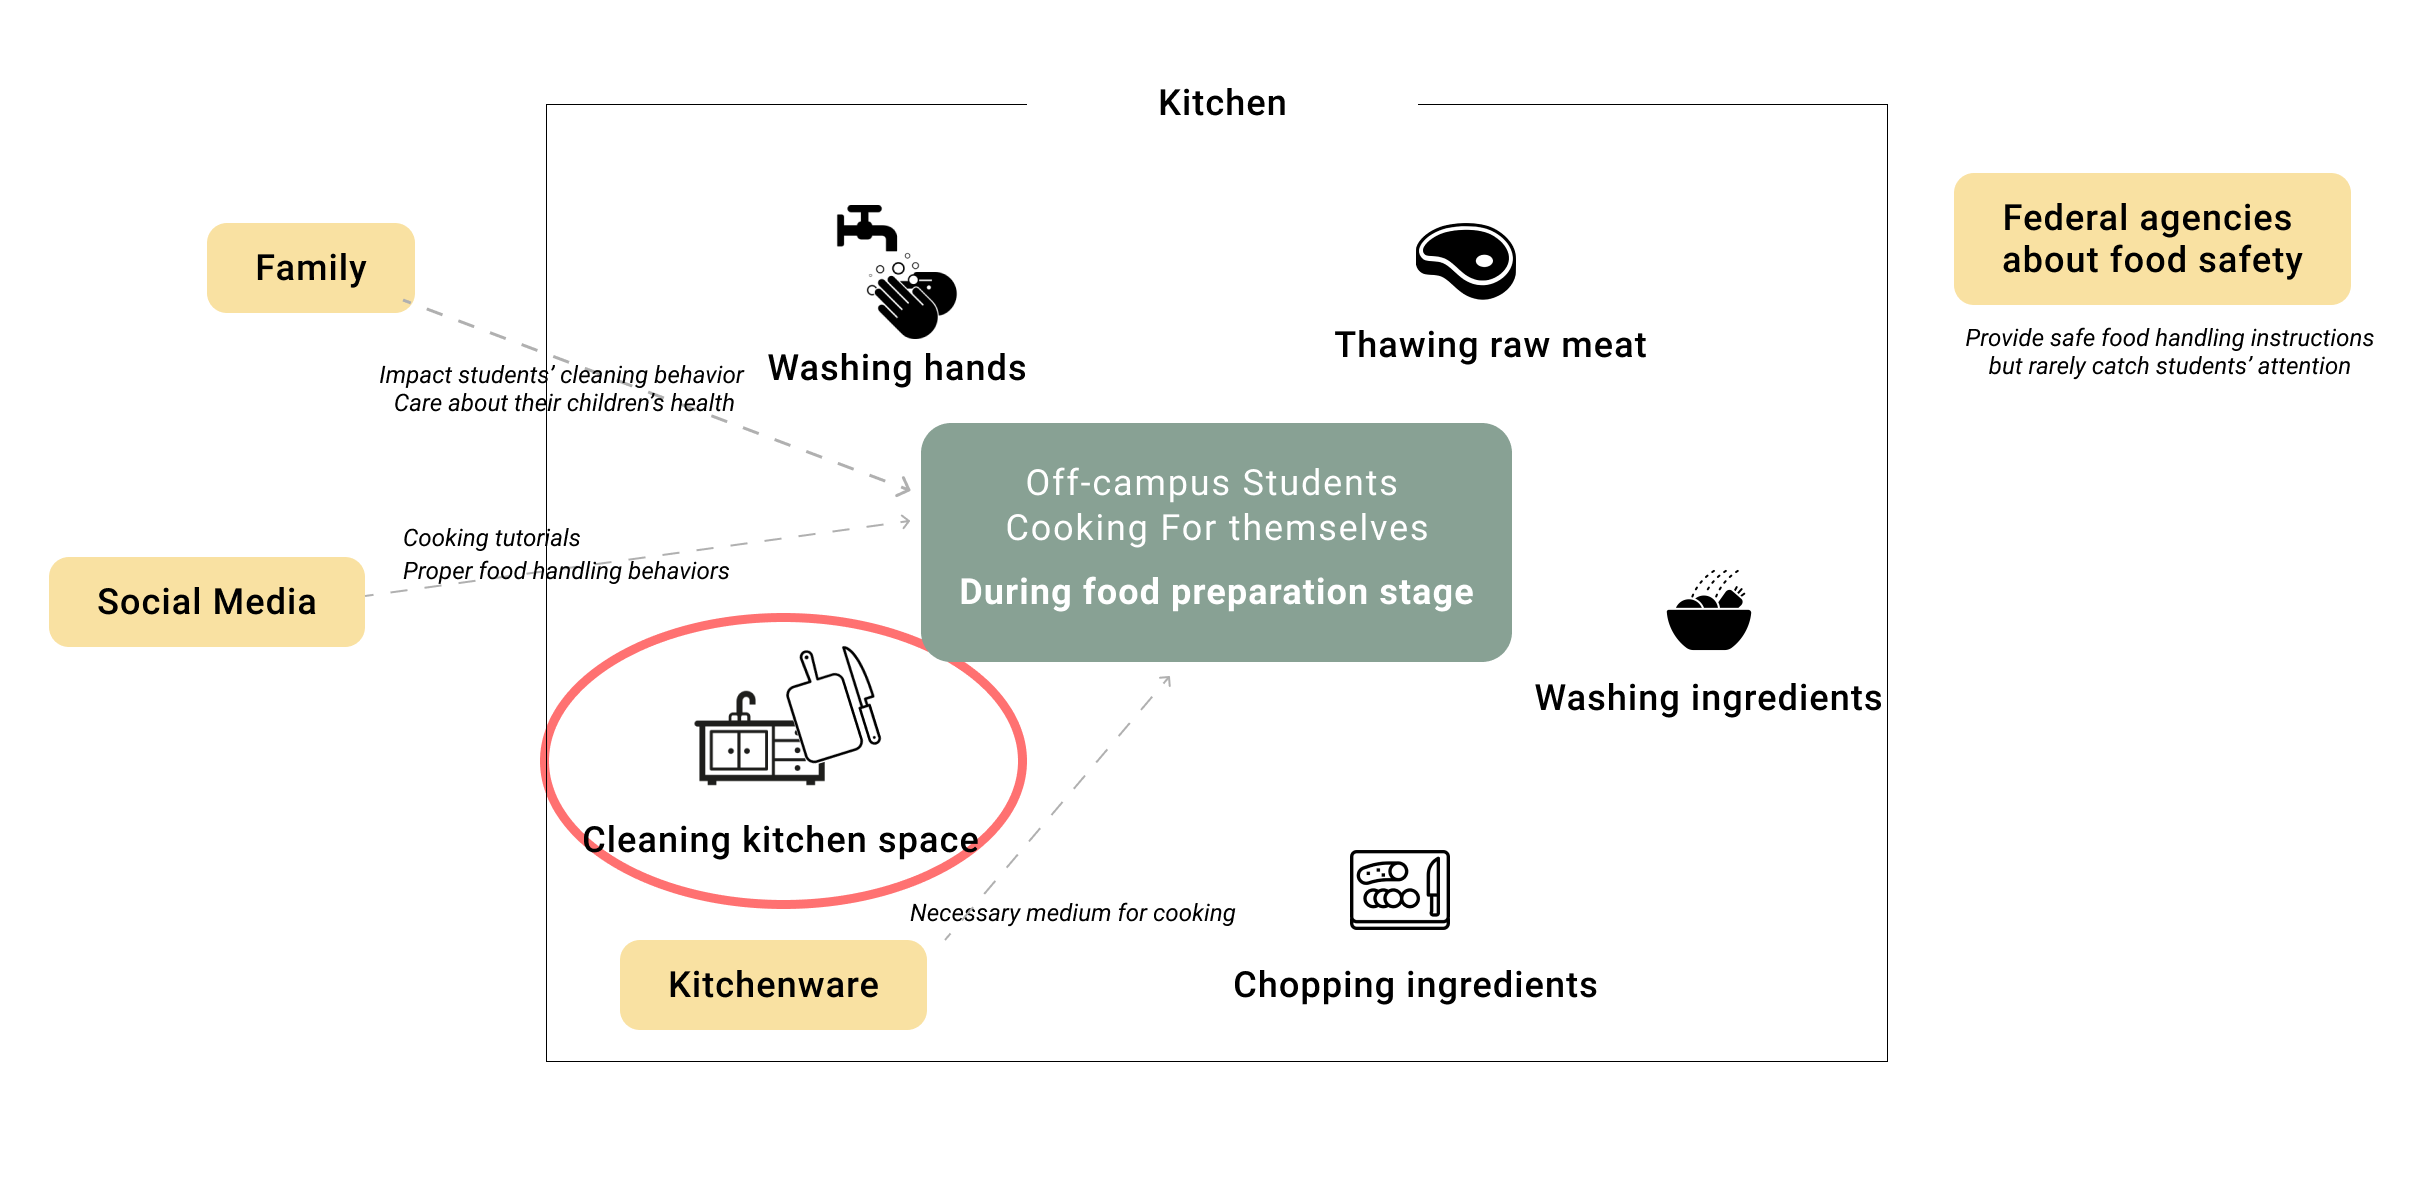 Kitchen
Family
Federal agencies
about food safety
Provide safe food handling instructions
but rarely catch students’ attention
Washing hands
Thawing raw meat
Impact students’ cleaning behavior
Care about their children’s health
Off-campus Students
Cooking For themselves
During food preparation stage
Cooking tutorials
Proper food handling behaviors
Social Media
Washing ingredients
Cleaning kitchen space
Necessary medium for cooking
Kitchenware
Chopping ingredients